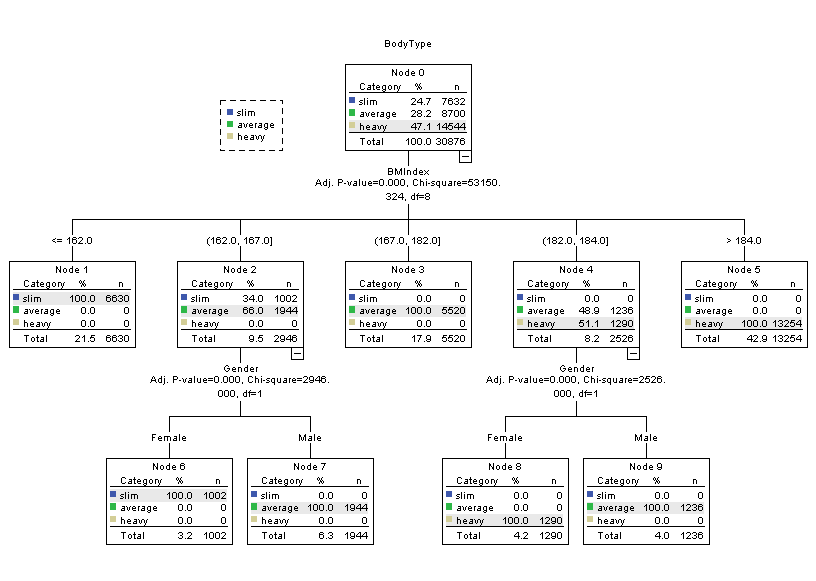 BodyType
Node 0
Category % n
slim 24.7 7632
average 28.2 8700
heavy 47.1 14544
Total 100.0 30876
slim
average
heavy
BMIndex
Adj. P-value=0.000, Chi-square=53150.
324, df=8
<= 162.0
(162.0, 167.0]
(167.0, 182.0]
(182.0, 184.0]
> 184.0
Node 1
Category % n
slim 100.0 6630
average 0.0 0
heavy 0.0 0
Total 21.5 6630
Node 2
Category % n
slim 34.0 1002
average 66.0 1944
heavy 0.0 0
Total 9.5 2946
Node 3
Category % n
slim 0.0 0
average 100.0 5520
heavy 0.0 0
Total 17.9 5520
Node 4
Category % n
slim 0.0 0
average 48.9 1236
heavy 51.1 1290
Total 8.2 2526
Node 5
Category % n
slim 0.0 0
average 0.0 0
heavy 100.0 13254
Total 42.9 13254
Gender
Adj. P-value=0.000, Chi-square=2946.
000, df=1
Gender
Adj. P-value=0.000, Chi-square=2526.
000, df=1
Female
Male
Female
Male
Node 6
Category % n
slim 100.0 1002
average 0.0 0
heavy 0.0 0
Total 3.2 1002
Node 7
Category % n
slim 0.0 0
average 100.0 1944
heavy 0.0 0
Total 6.3 1944
Node 8
Category % n
slim 0.0 0
average 0.0 0
heavy 100.0 1290
Total 4.2 1290
Node 9
Category % n
slim 0.0 0
average 100.0 1236
heavy 0.0 0
Total 4.0 1236